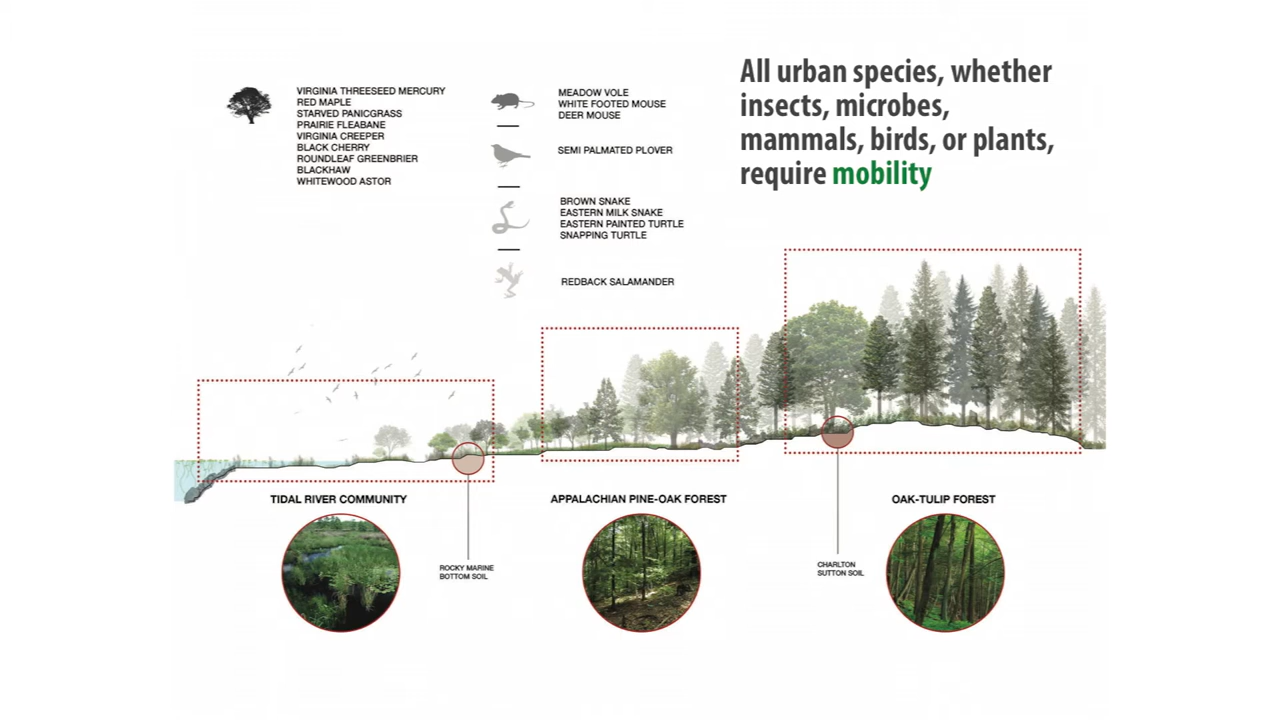 All urban species, whether
insects, microbes,
mammals, birds, or plants,
require mobility
VIRGINIA THREESEED MERCURY
RED MAPLE
STARVED PANICGRASS
PRAIRIE FLEABANE
VIRGINIA CREEPER
BLACK CHERRY
ROUNDLEAF GREENBRIER
BLACKHAW
WHITEWOOD ASTOR
MEADOW VOLE
WHITE FOOTED MOUSE
DEER MOUSE
SEMI PALMATED PLOVER
BROWN SNAKE
EASTERN MILK SNAKE
EASTERN PAINTED TURTLE
SNAPPING TURTLE
REDBACK SALAMANDER
TIDAL RIVER COMMUNITY
APPALACHIAN PINE-OAK FOREST
OAK-TULIP FOREST
ROCKY MARINE
BOTTOM SOIL
CHARLTON
SUTTON SOIL